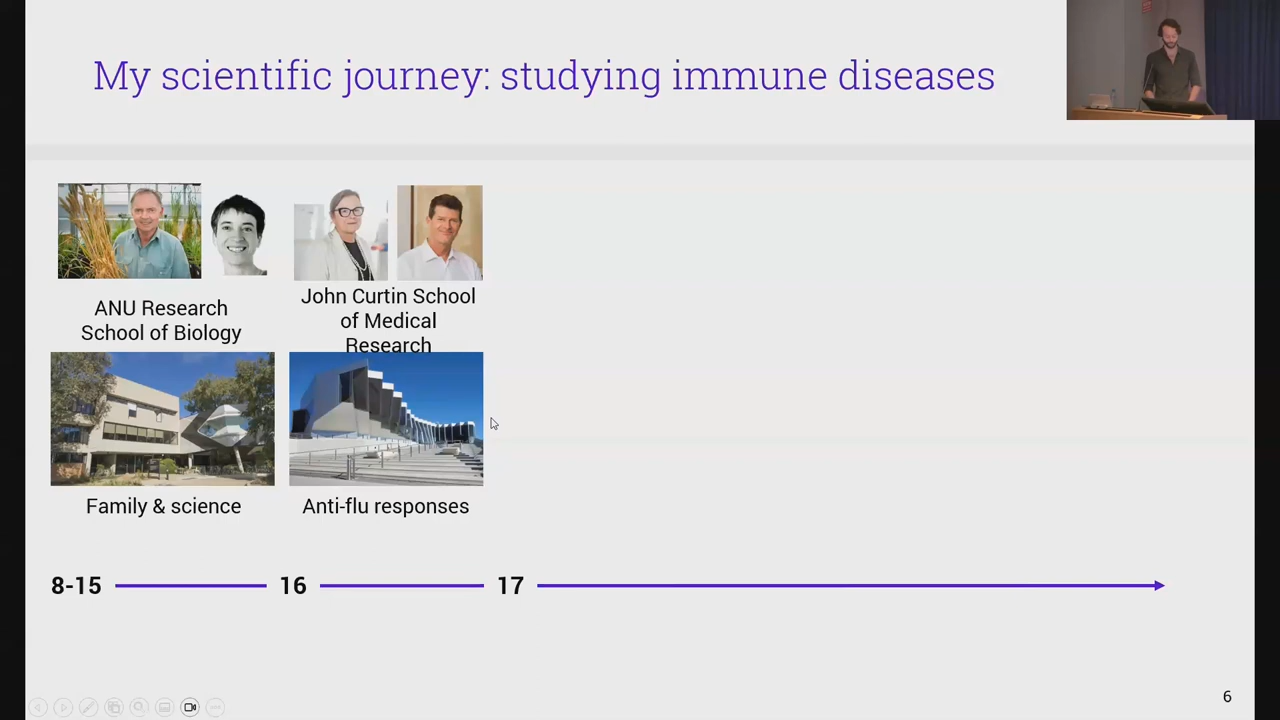 My scientific journey: studying immune diseases
ANU Research
School of Biology
John Curtin School
of Medical
Research
Family & science
Anti-flu responses
8-15
16
17
6